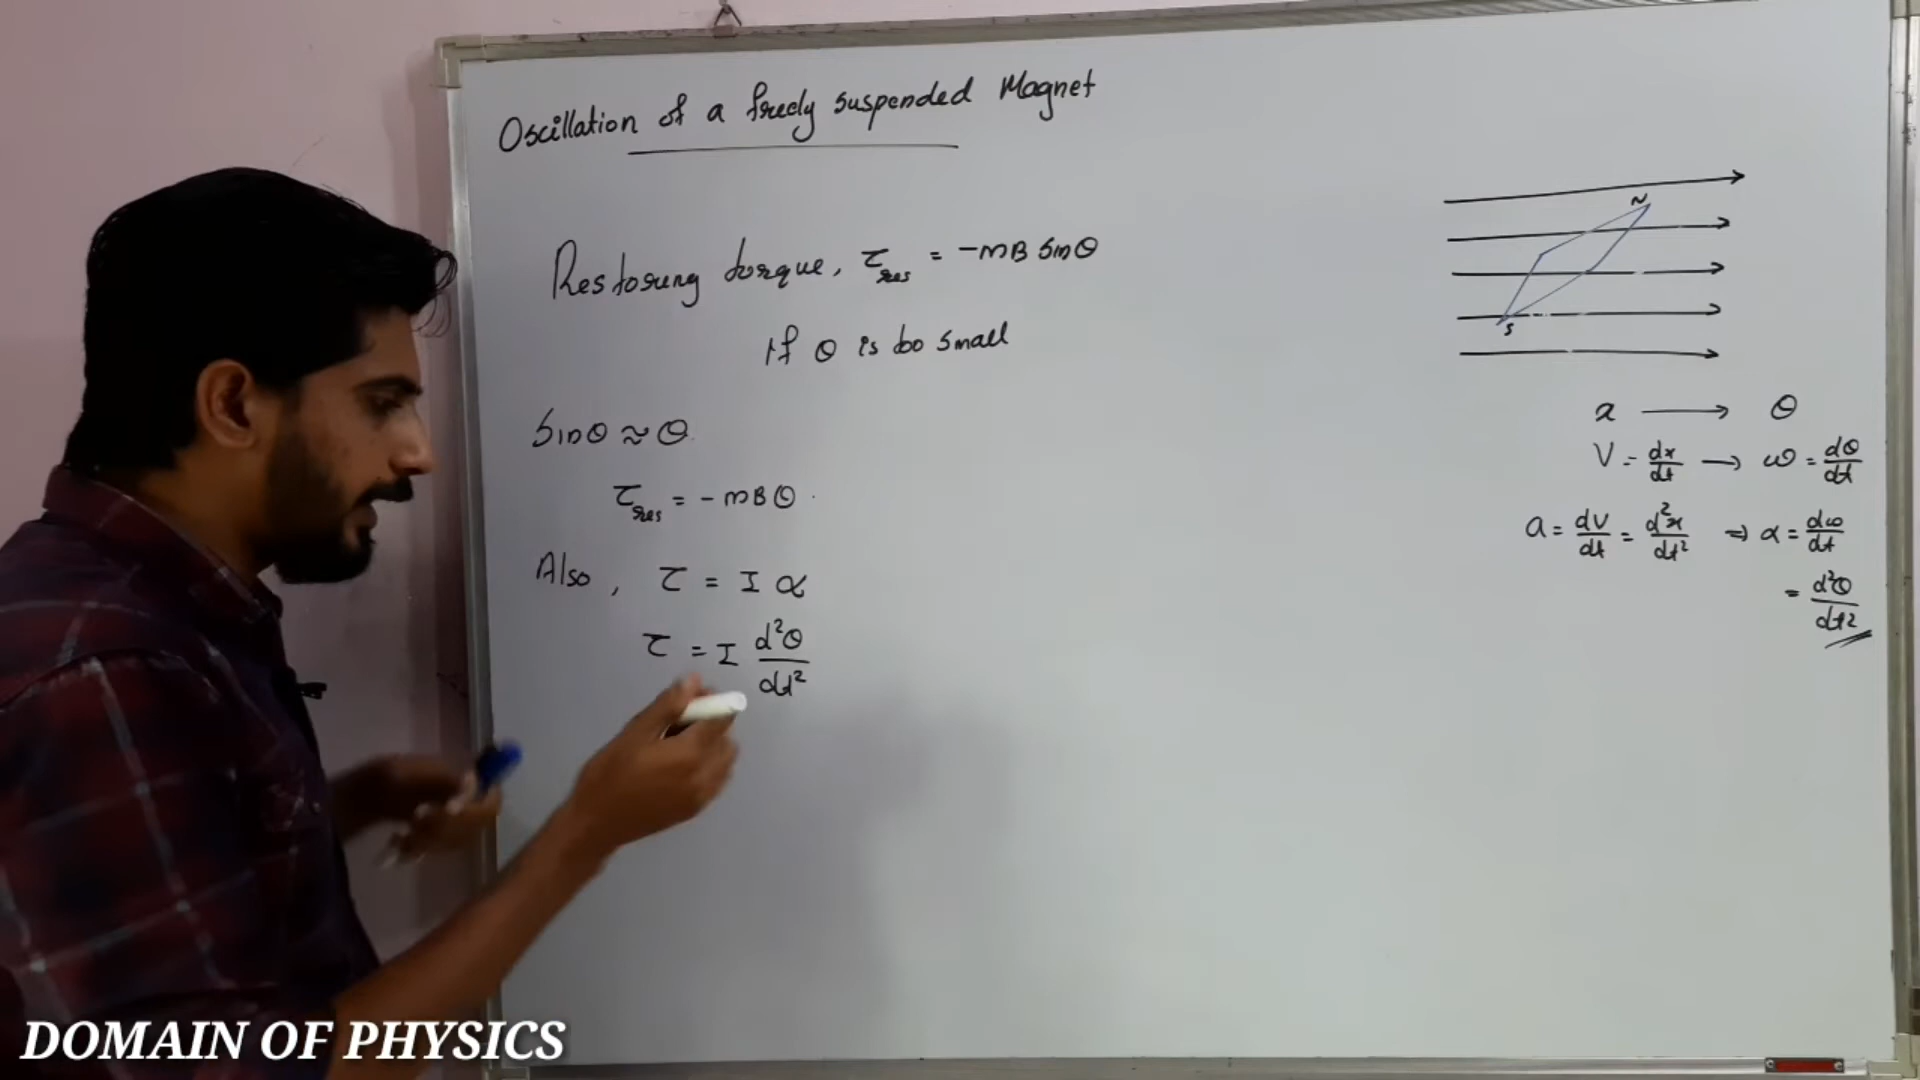 Oscillation of a freely suspended Magnet
Restoring torque, τres = -mB sinθ
If θ is too small
Sinθ ≈ θ
τres = -mBθ
Also, τ = I α
τ = I d²θ/dt²
N
S
x → θ
V = dx/dt → ω = dθ/dt
a = dV/dt = d²x/dt² ⇒ α = dω/dt
= d²θ/dt²
DOMAIN OF PHYSICS